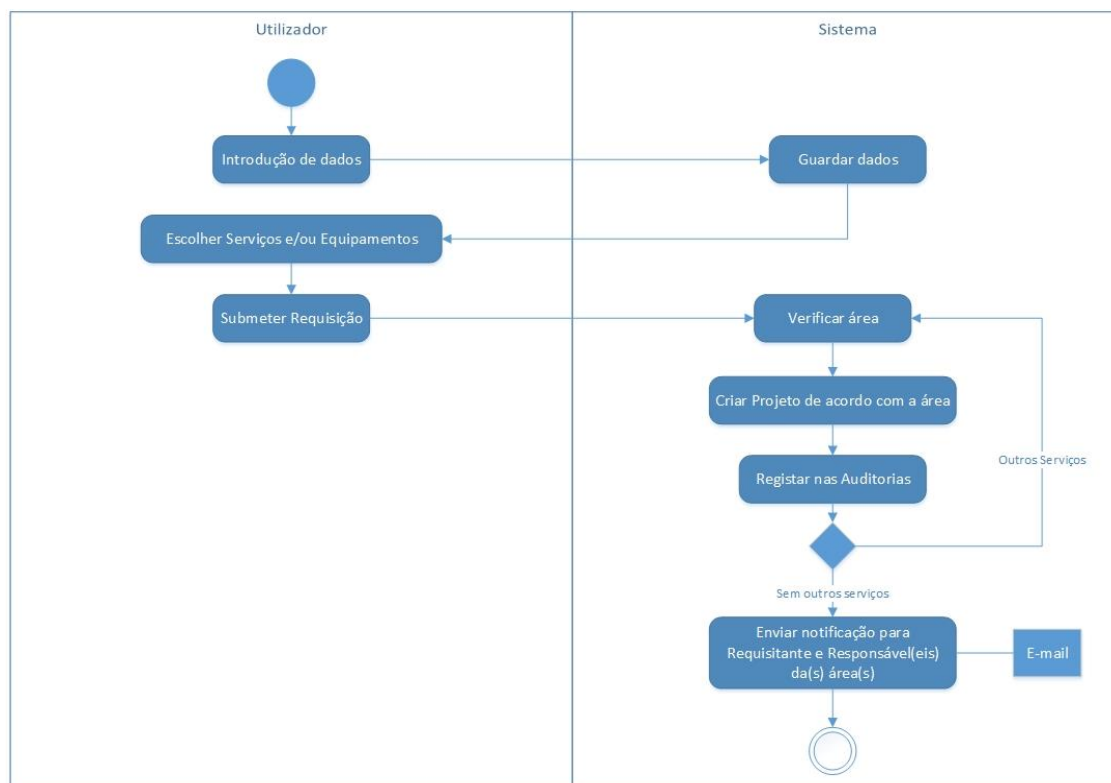 Utilizador
Sistema
Introdução de dados
Guardar dados
Escolher Serviços e/ou Equipamentos
Submeter Requisição
Verificar área
Criar Projeto de acordo com a área
Outros Serviços
Registar nas Auditorias
Sem outros serviços
Enviar notificação para
Requisitante e Responsável(eis)
da(s) área(s)
E-mail